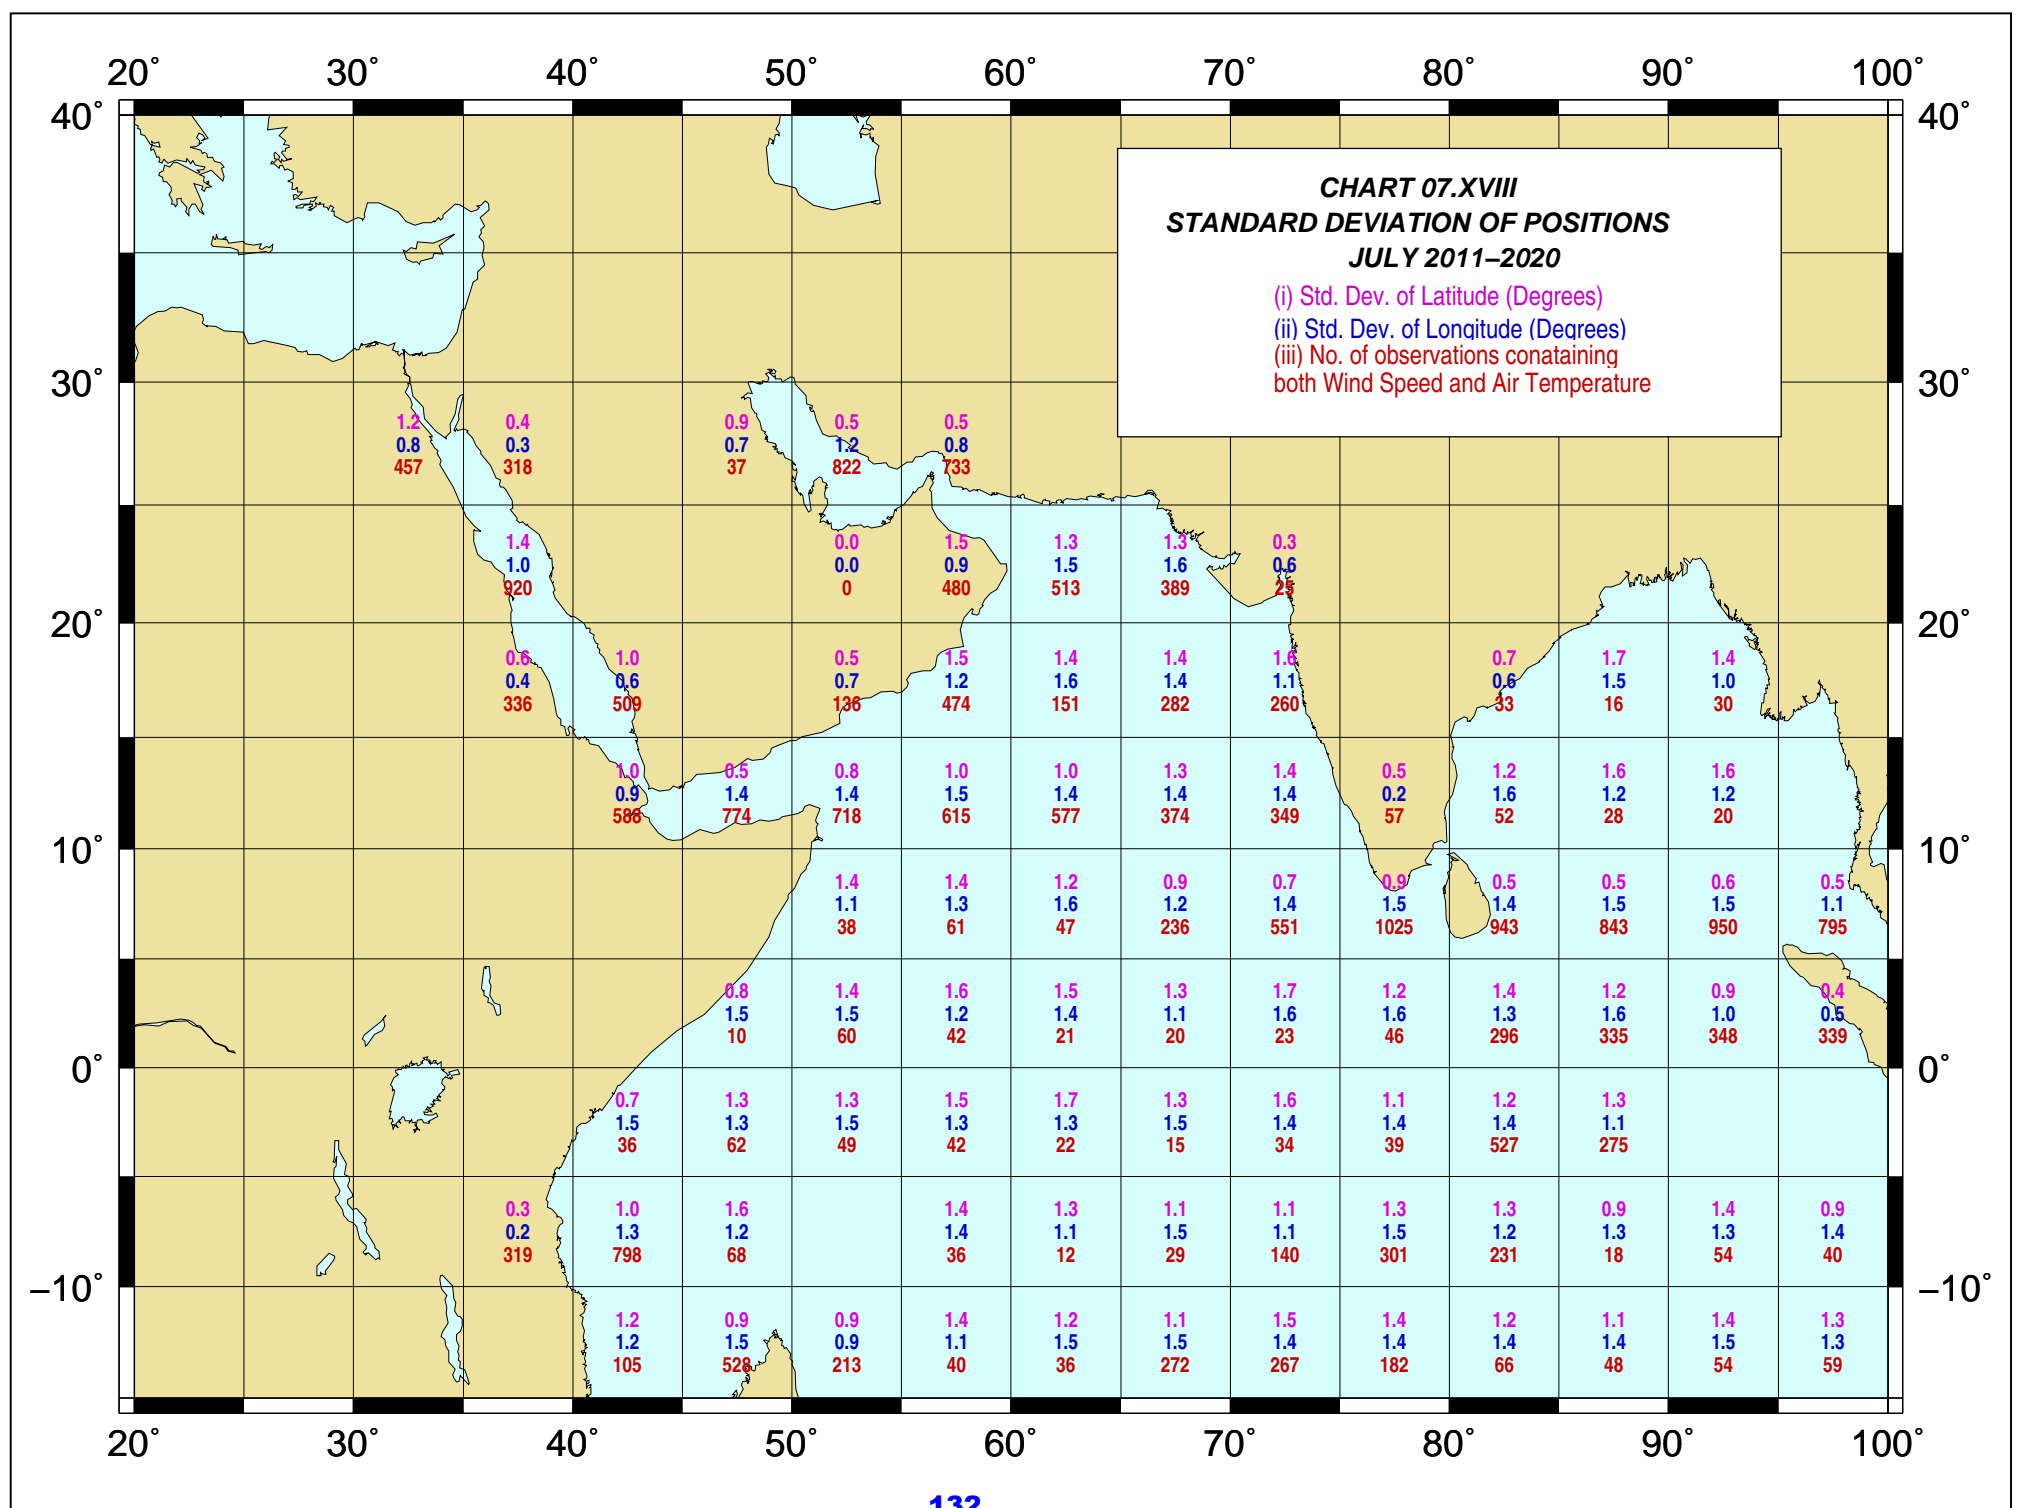 20° 30° 40° 50° 60° 70° 80° 90° 100°
40° 40°
CHART 07.XVIII
STANDARD DEVIATION OF POSITIONS
JULY 2011–2020
(i) Std. Dev. of Latitude (Degrees)
(ii) Std. Dev. of Longitude (Degrees)
(iii) No. of observations conataining
both Wind Speed and Air Temperature
30° 30°
1.2 0.4 0.9 0.5 0.5
0.8 0.3 0.7 1.2 0.8
457 318 37 822 733
1.4 0.0 1.5 1.3 1.3 0.3
1.0 0.0 0.9 1.5 1.6 0.6
920 0 480 513 389 25
20° 20°
0.6 1.0 0.5 1.5 1.4 1.4 1.6 0.7 1.7 1.4
0.4 0.6 0.7 1.2 1.6 1.4 1.1 0.6 1.5 1.0
336 509 136 474 151 282 260 33 16 30
1.0 0.5 0.8 1.0 1.0 1.3 1.4 0.5 1.2 1.6 1.6
0.9 1.4 1.4 1.5 1.4 1.4 1.4 0.2 1.6 1.2 1.2
588 774 718 615 577 374 349 57 52 28 20
10° 10°
1.4 1.4 1.2 0.9 0.7 0.9 0.5 0.5 0.6 0.5
1.1 1.3 1.6 1.2 1.4 1.5 1.4 1.5 1.5 1.1
38 61 47 236 551 1025 943 843 950 795
0.8 1.4 1.6 1.5 1.3 1.7 1.2 1.4 1.2 0.9 0.4
1.5 1.5 1.2 1.4 1.1 1.6 1.6 1.3 1.6 1.0 0.5
10 60 42 21 20 23 46 296 335 348 339
0° 0°
0.7 1.3 1.3 1.5 1.7 1.3 1.6 1.1 1.2 1.3
1.5 1.3 1.5 1.3 1.3 1.5 1.4 1.4 1.4 1.1
36 62 49 42 22 15 34 39 527 275
0.3 1.0 1.6 1.4 1.3 1.1 1.1 1.3 1.3 0.9 1.4 0.9
0.2 1.3 1.2 1.4 1.1 1.5 1.1 1.5 1.2 1.3 1.3 1.4
319 798 68 36 12 29 140 301 231 18 54 40
–10° –10°
1.2 0.9 0.9 1.4 1.2 1.1 1.5 1.4 1.2 1.1 1.4 1.3
1.2 1.5 0.9 1.1 1.5 1.5 1.4 1.4 1.4 1.4 1.5 1.3
105 528 213 40 36 272 267 182 66 48 54 59
20° 30° 40° 50° 60° 70° 80° 90° 100°
132